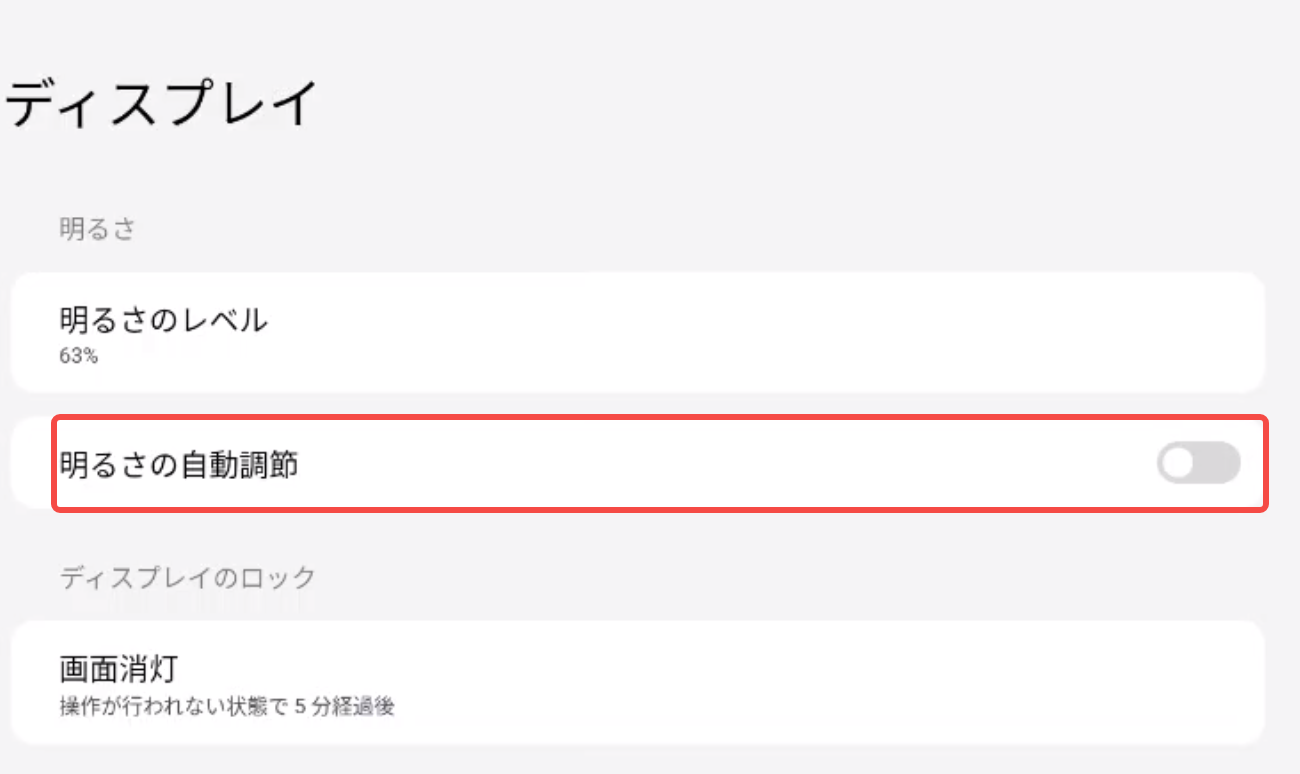 ディスプレイ
明るさ
明るさのレベル
63%
明るさの自動調節
ディスプレイのロック
画面消灯
操作が行われない状態で 5 分経過後